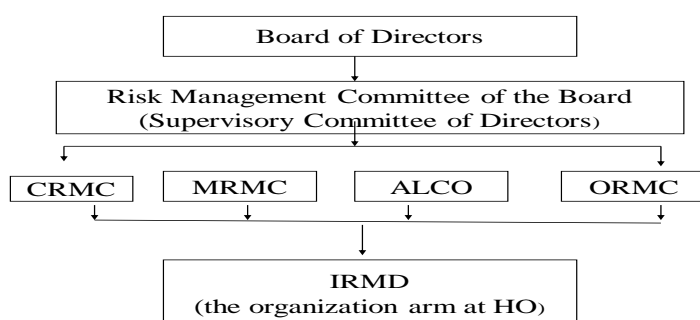 Board of Directors
Risk Management Committee of the Board
(Supervisory Committee of Directors)
CRMC
MRMC
ALCO
ORMC
IRMD
(the organization arm at HO)